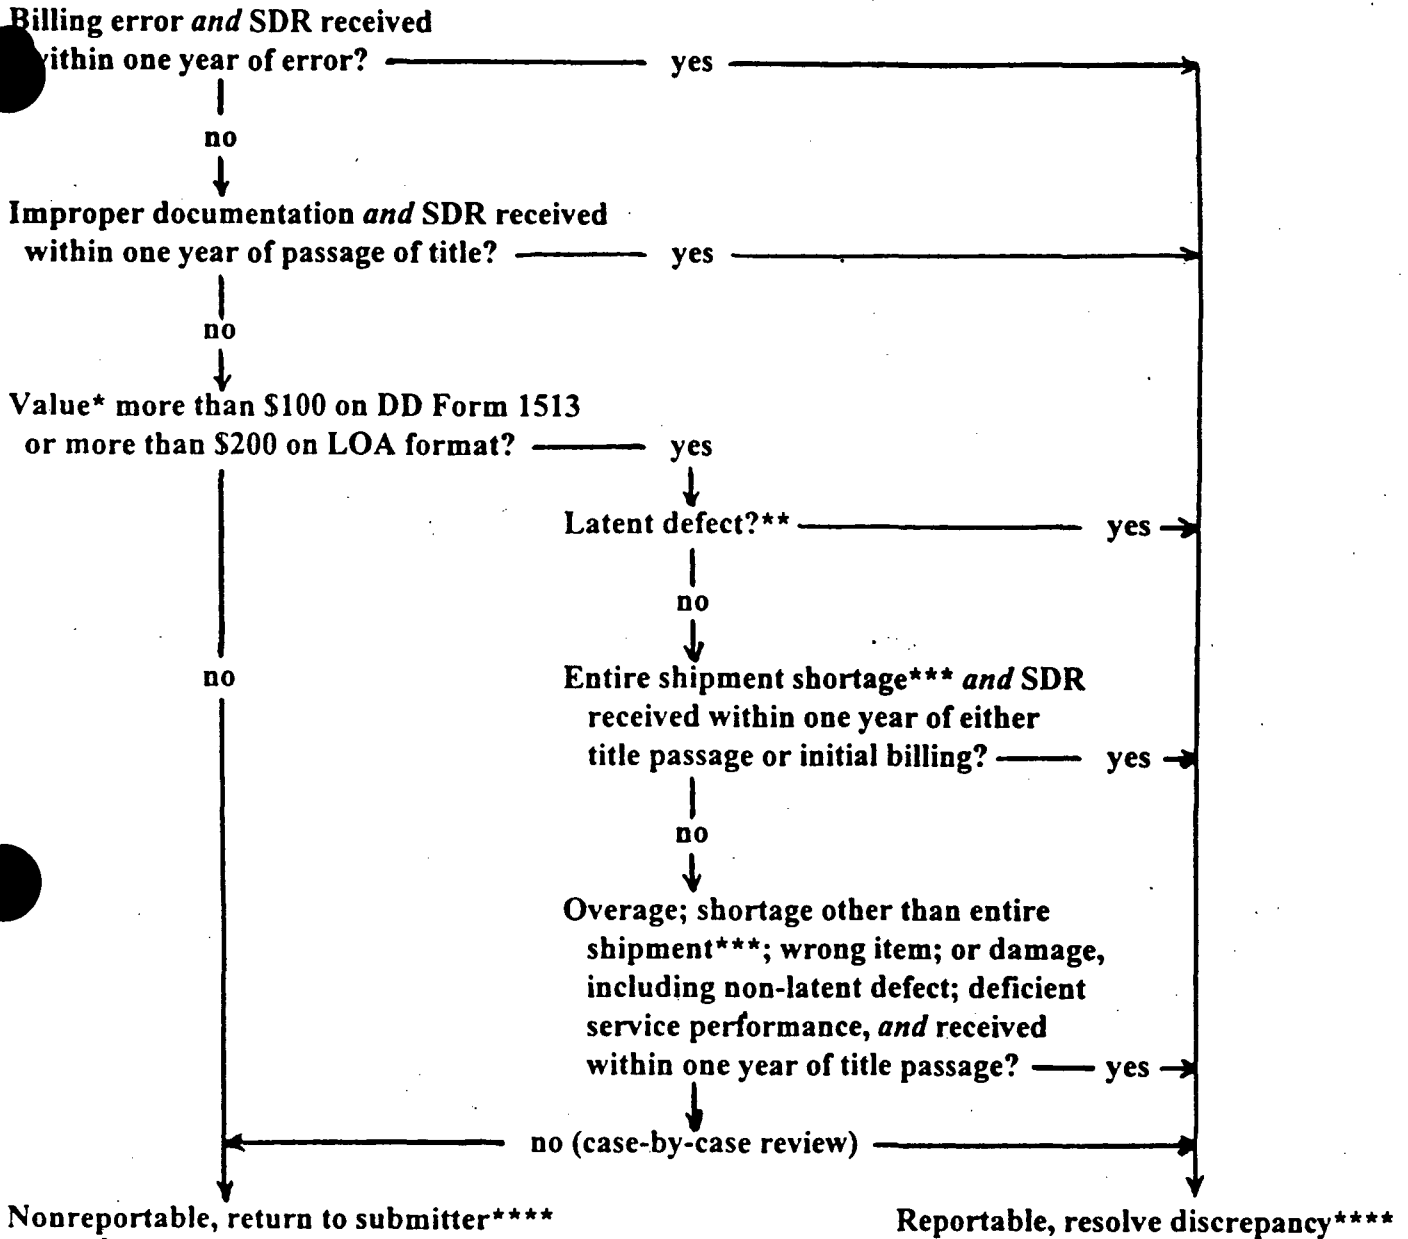 Billing error and SDR received
within one year of error? yes
no
Improper documentation and SDR received
within one year of passage of title? yes
no
Value* more than $100 on DD Form 1513
or more than $200 on LOA format? yes
Latent defect?** yes
no
Entire shipment shortage*** and SDR
no
received within one year of either
title passage or initial billing? yes
no
Overage; shortage other than entire
shipment***; wrong item; or damage,
including non-latent defect; deficient
service performance, and received
within one year of title passage? yes
no (case-by-case review)
Nonreportable, return to submitter****
Reportable, resolve discrepancy****